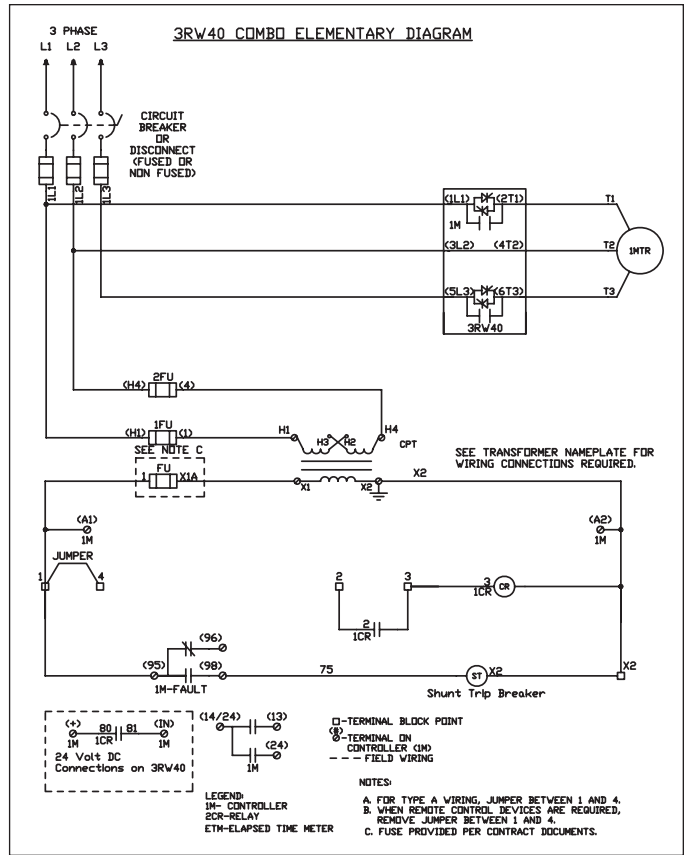 3RW40 COMBO ELEMENTARY DIAGRAM
3 PHASE
L1 L2 L3
CIRCUIT
BREAKER
OR
DISCONNECT
(FUSED OR
NON FUSED)
1L1 1L2 1L3
(1L1) (2T1) T1
1M
(3L2) (4T2) T2
1MTR
(5L3) (6T3) T3
3RW40
2FU
(H4) (4)
1FU
(H1) (1) H1 H3 H2 H4
CPT
SEE NOTE C
FU
1 X1A X1 X2 X2
SEE TRANSFORMER NAMEPLATE FOR
WIRING CONNECTIONS REQUIRED.
(A1) (A2)
1M 1M
JUMPER
1 4 2 3 3 CR
1CR
2
1CR
(96)
(95) (98) 75 ST X2 X2
1M-FAULT
Shunt Trip Breaker
(+) 80 81 (IN)
1M 1CR 1M
24 Volt DC
Connections on 3RW40
(14/24) (13)
(24)
1M
□-TERMINAL BLOCK POINT
(#)
⊘-TERMINAL ON
CONTROLLER (1M)
--- FIELD WIRING
LEGEND:
1M- CONTROLLER
2CR-RELAY
ETM-ELAPSED TIME METER
NOTES:
A. FOR TYPE A WIRING, JUMPER BETWEEN 1 AND 4.
B. WHEN REMOTE CONTROL DEVICES ARE REQUIRED,
REMOVE JUMPER BETWEEN 1 AND 4.
C. FUSE PROVIDED PER CONTRACT DOCUMENTS.